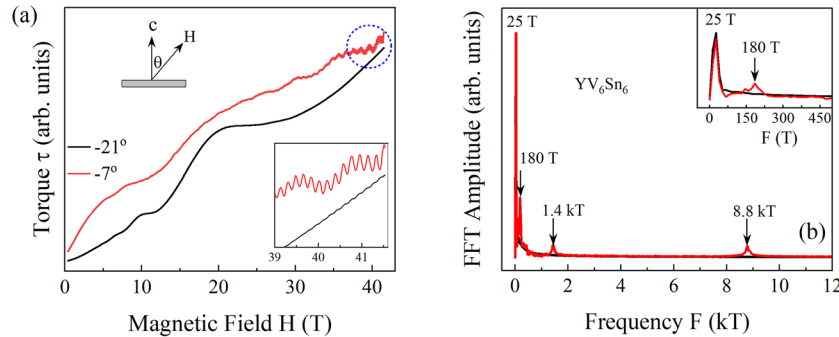 (a)
c
H
θ
-21º
-7º
39 40 41
0 10 20 30 40
Magnetic Field H (T)
Torque τ (arb. units)
25 T
YV6Sn6
180 T
1.4 kT
8.8 kT
(b)
25 T
180 T
0 150 300 450
F (T)
0 2 4 6 8 10 12
Frequency F (kT)
FFT Amplitude (arb. units)